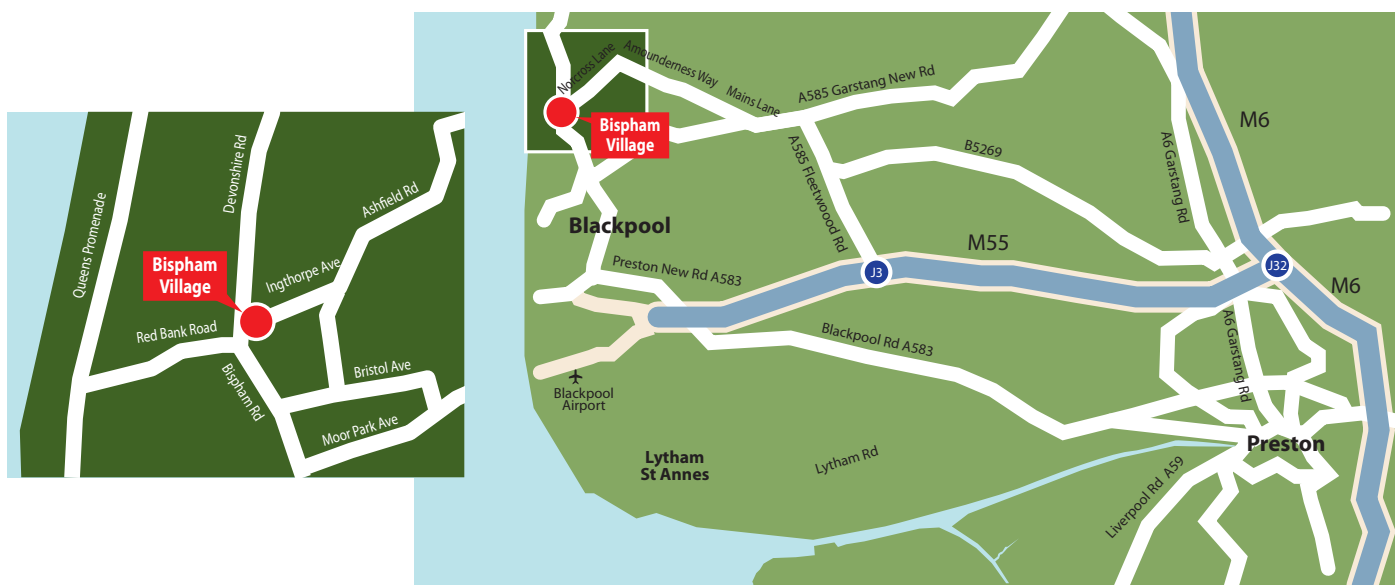 Queens Promenade
Devonshire Rd
Ashfield Rd
Bispham
Village
Ingthorpe Ave
Red Bank Road
Bispham Rd
Bristol Ave
Moor Park Ave
Norcross Lane
Amounderness Way
Mains Lane
A585 Garstang New Rd
Bispham
Village
M6
A585 Fleetwoood Rd
B5269
A6 Garstang Rd
Blackpool
M55
Preston New Rd A583
J3
J32
M6
Blackpool Rd A583
A6 Garstang Rd
Blackpool
Airport
Lytham
St Annes
Lytham Rd
Preston
Liverpool Rd A59